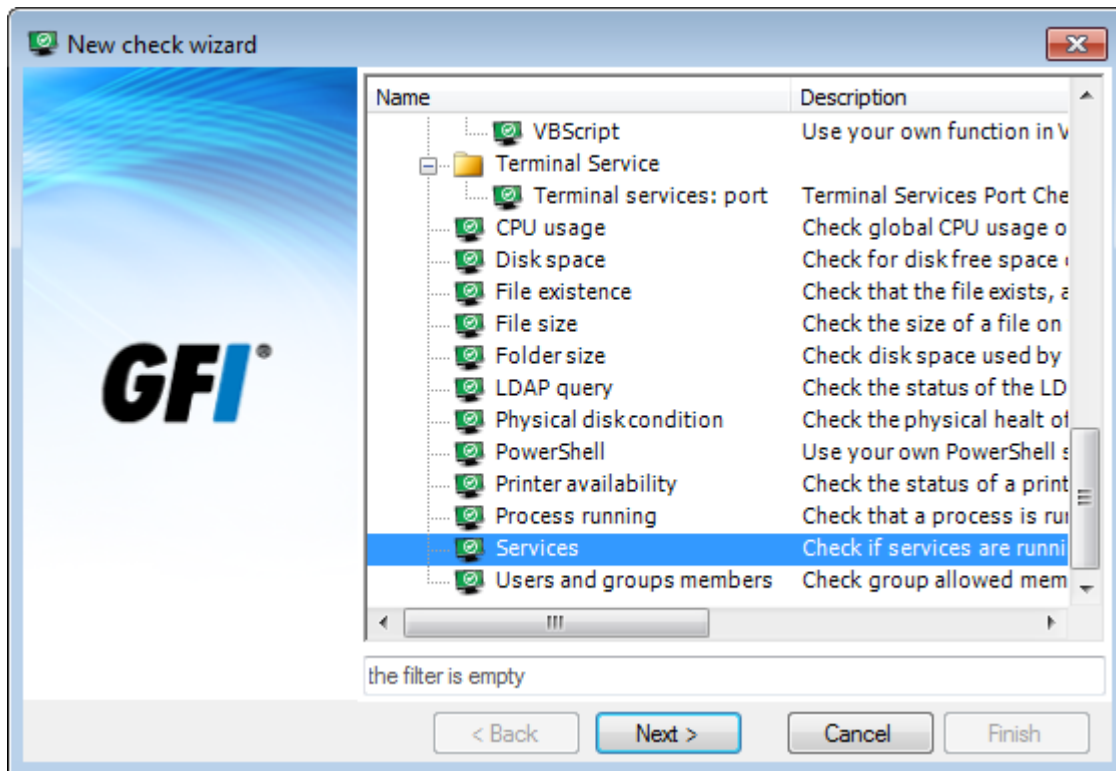 New check wizard
Name Description
VBScript Use your own function in V
Terminal Service
Terminal services: port Terminal Services Port Che
CPU usage Check global CPU usage o
Disk space Check for disk free space
File existence Check that the file exists, a
File size Check the size of a file on
Folder size Check disk space used by
LDAP query Check the status of the LD
Physical disk condition Check the physical healt of
PowerShell Use your own PowerShell s
Printer availability Check the status of a print
Process running Check that a process is ru
Services Check if services are runni
Users and groups members Check group allowed mem
GFI®
the filter is empty
< Back Next > Cancel Finish